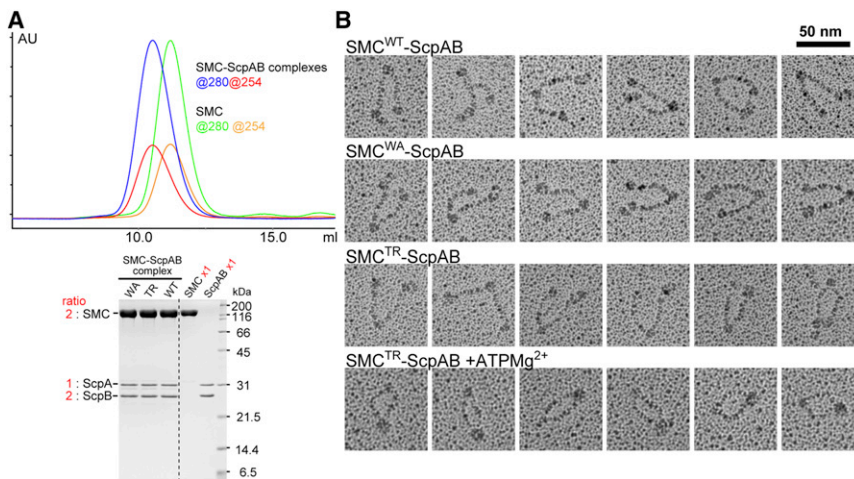 A
AU
SMC-ScpAB complexes
@280@254
SMC
@280 @254
10.0 15.0 ml
SMC-ScpAB
complex
WA TR WT SMC x1 ScpAB x1
ratio
kDa
2 : SMC
200
116
66
45
1 : ScpA
31
2 : ScpB
21.5
14.4
6.5
B
50 nm
SMCᵂᵀ-ScpAB
SMCᵂᴬ-ScpAB
SMCᵀᴿ-ScpAB
SMCᵀᴿ-ScpAB +ATPMg²⁺